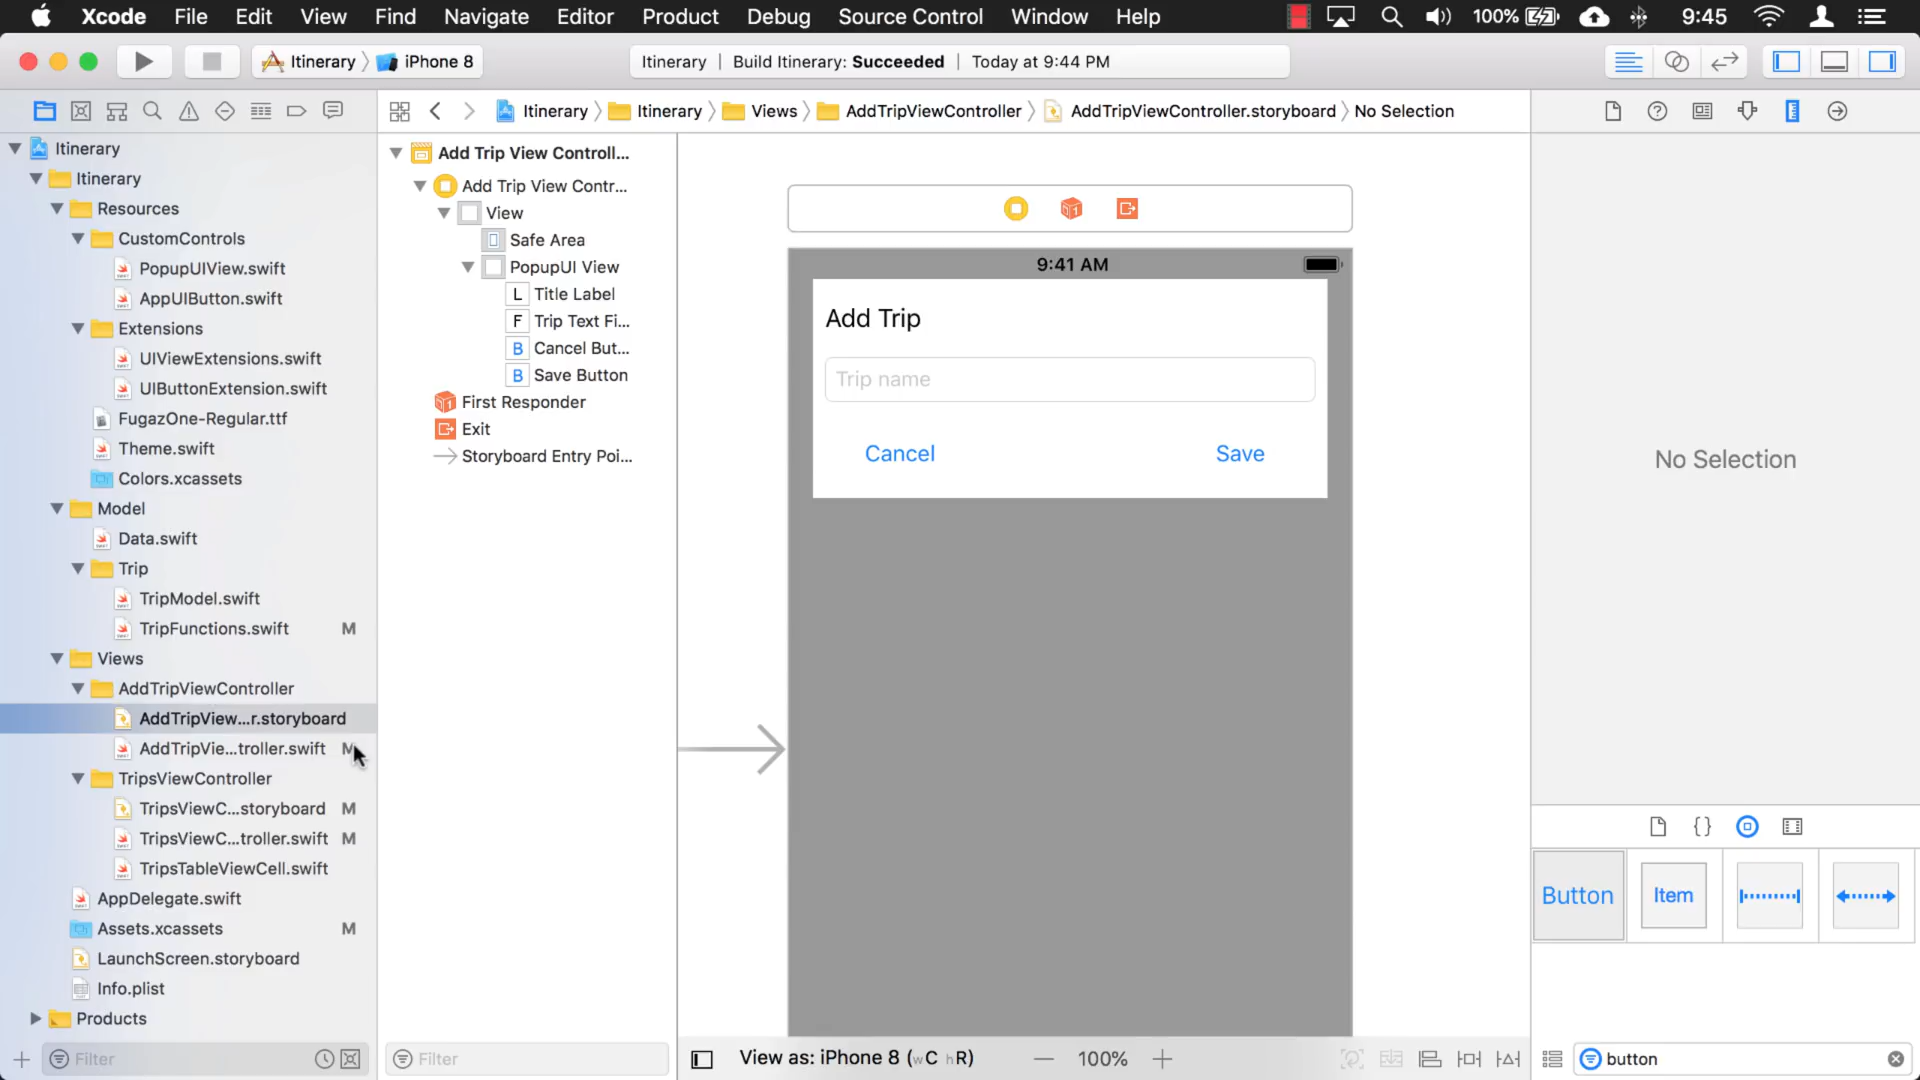 Xcode File Edit View Find Navigate Editor Product Debug Source Control Window Help 100% 9:45
Itinerary iPhone 8
Itinerary | Build Itinerary: Succeeded | Today at 9:44 PM
Itinerary Itinerary Views AddTripViewController AddTripViewController.storyboard No Selection
Itinerary
Itinerary
Resources
CustomControls
PopupUIView.swift
AppUIButton.swift
Extensions
UIViewExtensions.swift
UIButtonExtension.swift
FugazOne-Regular.ttf
Theme.swift
Colors.xcassets
Model
Data.swift
Trip
TripModel.swift
TripFunctions.swift M
Views
AddTripViewController
AddTripView...r.storyboard
AddTripVie...troller.swift M
TripsViewController
TripsViewC...storyboard M
TripsViewC...troller.swift M
TripsTableViewCell.swift
AppDelegate.swift
Assets.xcassets M
LaunchScreen.storyboard
Info.plist
Products
Filter
Add Trip View Controll...
Add Trip View Contr...
View
Safe Area
PopupUI View
L Title Label
F Trip Text Fi...
B Cancel But...
B Save Button
First Responder
Exit
Storyboard Entry Poi...
Filter
9:41 AM
Add Trip
Trip name
Cancel Save
View as: iPhone 8 (wC hR) 100%
No Selection
{ }
Button Item
button